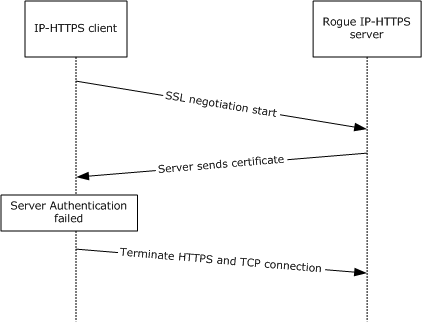 IP-HTTPS client
Rogue IP-HTTPS
server
SSL negotiation start
Server sends certificate
Server Authentication
failed
Terminate HTTPS and TCP connection